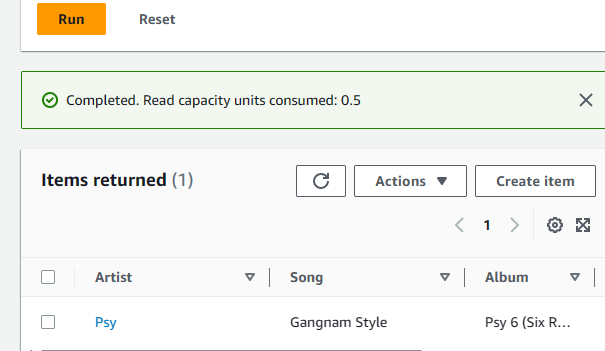 Run Reset
Completed. Read capacity units consumed: 0.5
Items returned (1) Actions Create item
1
Artist Song Album
Psy Gangnam Style Psy 6 (Six R...